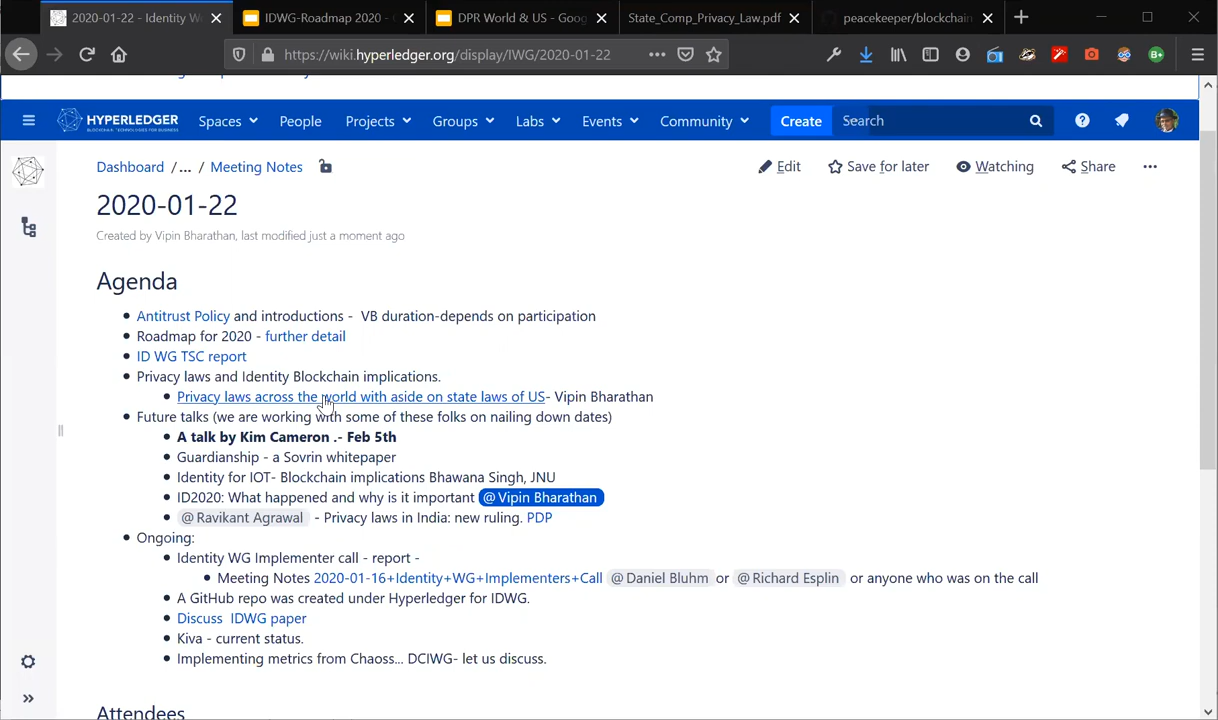 2020-01-22 - Identity W
IDWG-Roadmap 2020 -
DPR World & US - Goog
State_Comp_Privacy_Law.pdf
peacekeeper/blockchain
https://wiki.hyperledger.org/display/IWG/2020-01-22
HYPERLEDGER
BLOCKCHAIN TECHNOLOGIES FOR BUSINESS
Spaces
People
Projects
Groups
Labs
Events
Community
Create
Search
Dashboard / ... / Meeting Notes
Edit
Save for later
Watching
Share
2020-01-22
Created by Vipin Bharathan, last modified just a moment ago
Agenda
Antitrust Policy and introductions - VB duration-depends on participation
Roadmap for 2020 - further detail
ID WG TSC report
Privacy laws and Identity Blockchain implications.
Privacy laws across the world with aside on state laws of US- Vipin Bharathan
Future talks (we are working with some of these folks on nailing down dates)
A talk by Kim Cameron .- Feb 5th
Guardianship - a Sovrin whitepaper
Identity for IOT- Blockchain implications Bhawana Singh, JNU
ID2020: What happened and why is it important @Vipin Bharathan
@Ravikant Agrawal - Privacy laws in India: new ruling. PDP
Ongoing:
Identity WG Implementer call - report -
Meeting Notes 2020-01-16+Identity+WG+Implementers+Call @Daniel Bluhm or @Richard Esplin or anyone who was on the call
A GitHub repo was created under Hyperledger for IDWG.
Discuss IDWG paper
Kiva - current status.
Implementing metrics from Chaoss... DCIWG- let us discuss.
Attendees